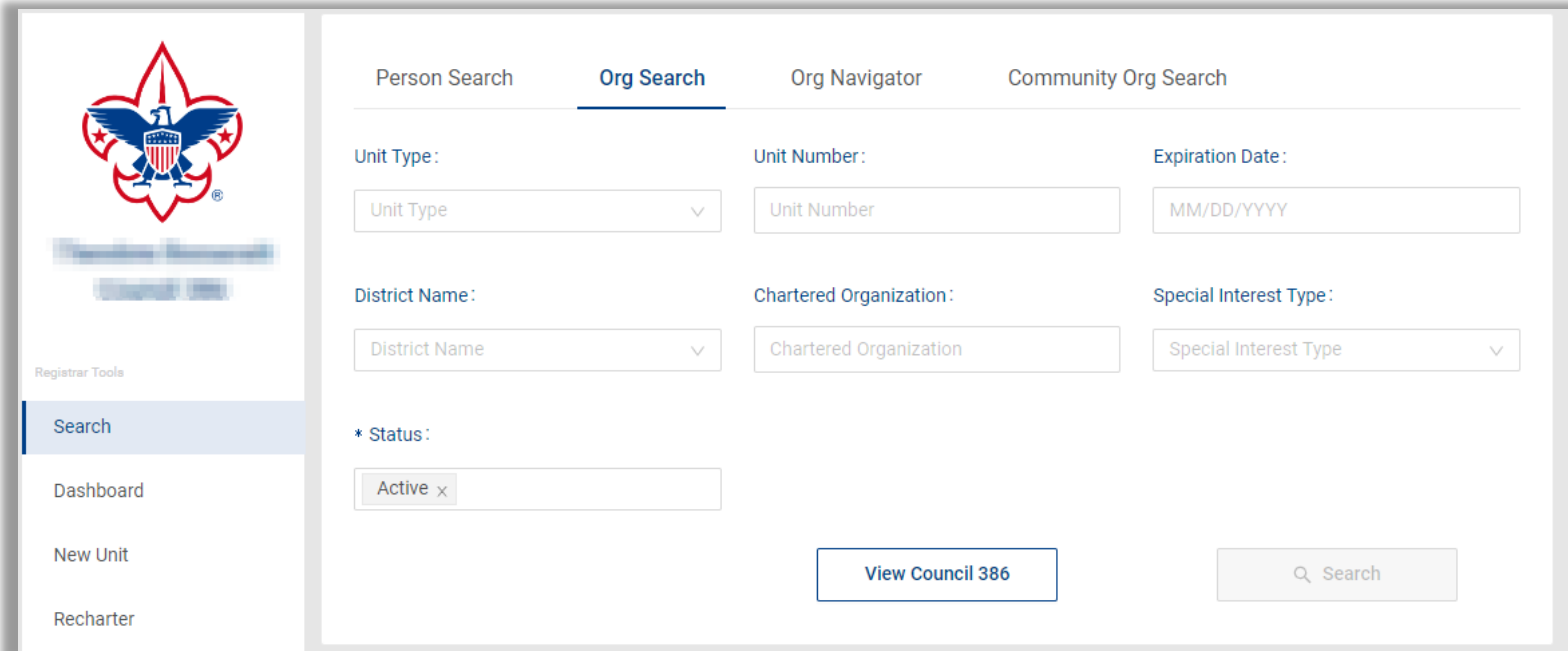 Person Search Org Search Org Navigator Community Org Search
Unit Type: Unit Number: Expiration Date:
Unit Type Unit Number MM/DD/YYYY
®
District Name: Chartered Organization: Special Interest Type:
District Name Chartered Organization Special Interest Type
Registrar Tools
Search
* Status:
Active x
Dashboard
New Unit
View Council 386 Search
Recharter